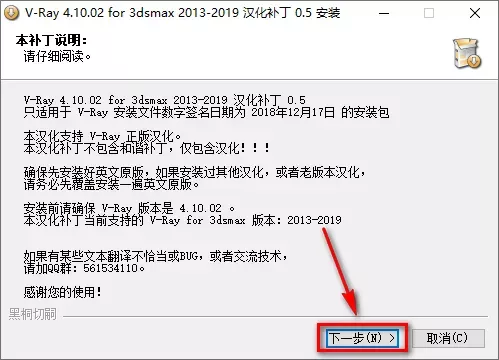 V-Ray 4.10.02 for 3dsmax 2013-2019 汉化补丁 0.5 安装
本补丁说明:
请仔细阅读。
V-Ray 4.10.02 for 3dsmax 2013-2019 汉化补丁 0.5
只适用于 V-Ray 安装文件数字签名日期为 2018年12月17日 的安装包
本汉化支持 V-Ray 正版汉化。
本汉化补丁不包含和谐补丁，仅包含汉化！！！
确保先安装好英文原版，如果安装过其他汉化，或者老版本汉化，
请务必先覆盖安装一遍英文原版。
安装前请确保 V-Ray 版本是 4.10.02 。
本汉化补丁当前支持的 V-Ray for 3dsmax 版本：2013-2019
如果有某些文本翻译不恰当或BUG，或者交流技术，
请加QQ群：561534110。
感谢您的使用！
黑桐切嗣
下一步(N) >
取消(C)